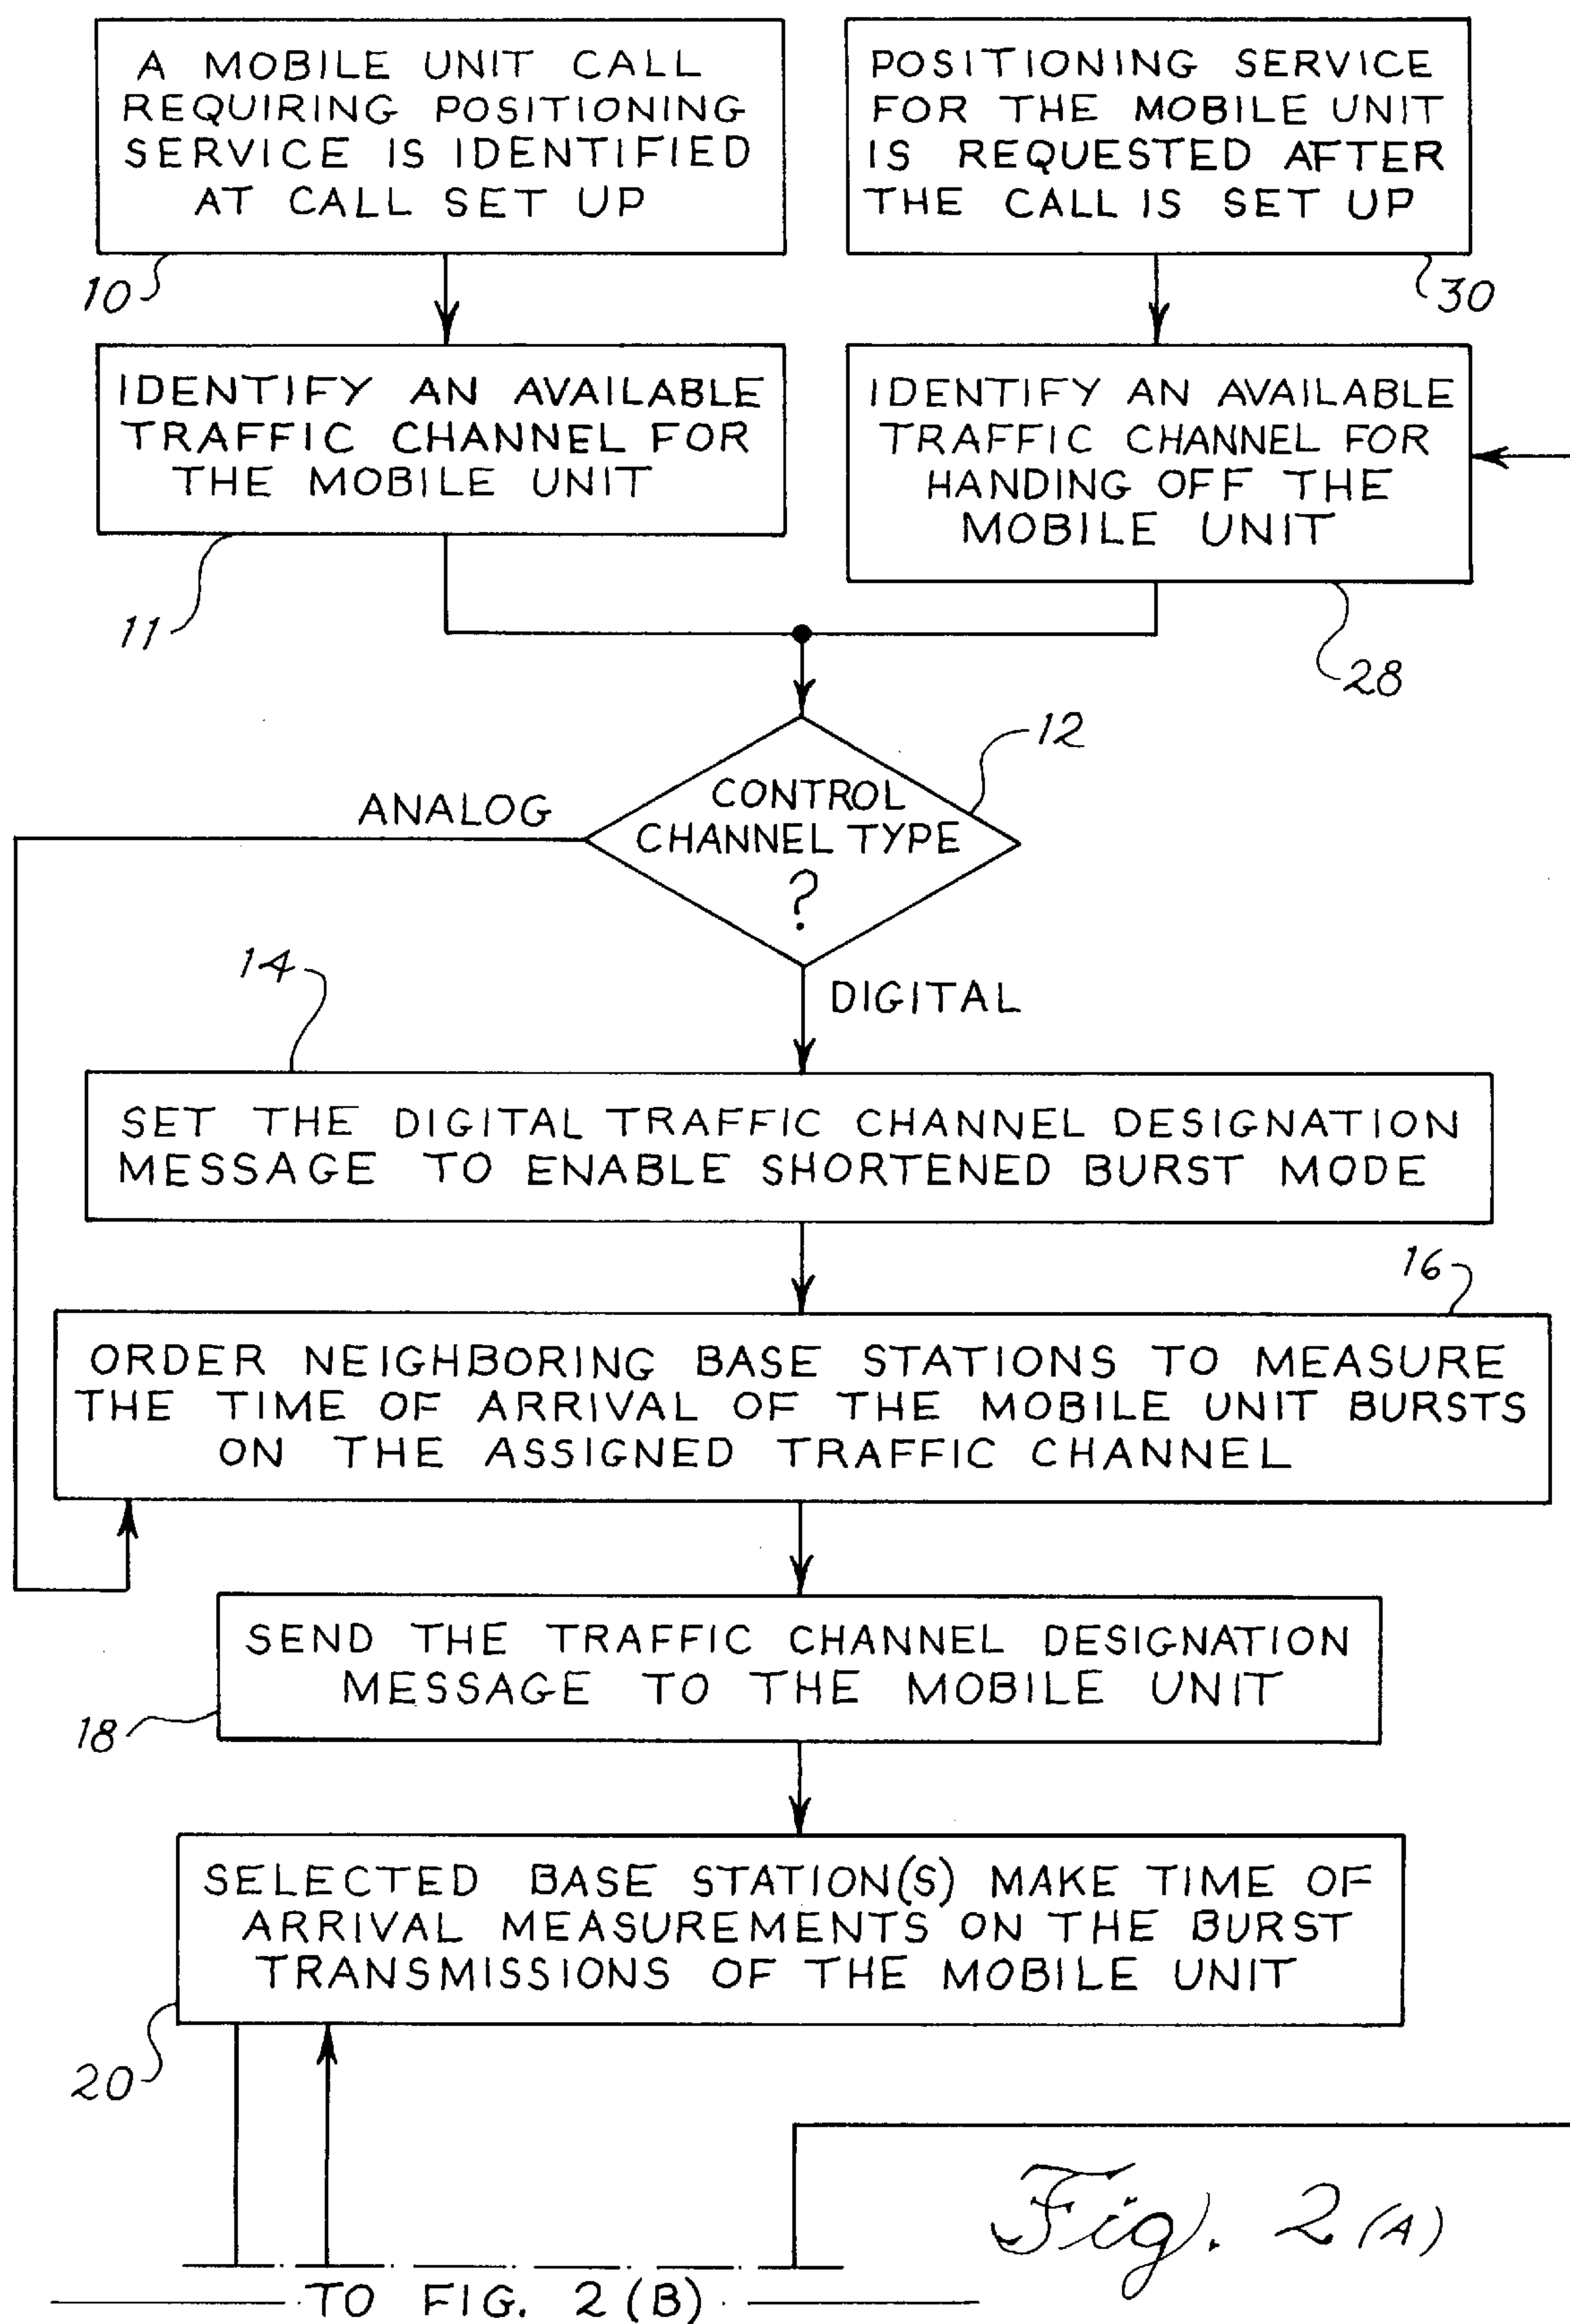 A MOBILE UNIT CALL
REQUIRING POSITIONING
SERVICE IS IDENTIFIED
AT CALL SET UP
10
POSITIONING SERVICE
FOR THE MOBILE UNIT
IS REQUESTED AFTER
THE CALL IS SET UP
30
IDENTIFY AN AVAILABLE
TRAFFIC CHANNEL FOR
THE MOBILE UNIT
11
IDENTIFY AN AVAILABLE
TRAFFIC CHANNEL FOR
HANDING OFF THE
MOBILE UNIT
28
12
CONTROL
CHANNEL TYPE
?
ANALOG
DIGITAL
14
SET THE DIGITAL TRAFFIC CHANNEL DESIGNATION
MESSAGE TO ENABLE SHORTENED BURST MODE
16
ORDER NEIGHBORING BASE STATIONS TO MEASURE
THE TIME OF ARRIVAL OF THE MOBILE UNIT BURSTS
ON THE ASSIGNED TRAFFIC CHANNEL
SEND THE TRAFFIC CHANNEL DESIGNATION
MESSAGE TO THE MOBILE UNIT
18
SELECTED BASE STATION(S) MAKE TIME OF
ARRIVAL MEASUREMENTS ON THE BURST
TRANSMISSIONS OF THE MOBILE UNIT
20
Fig. 2(A)
TO FIG. 2(B)